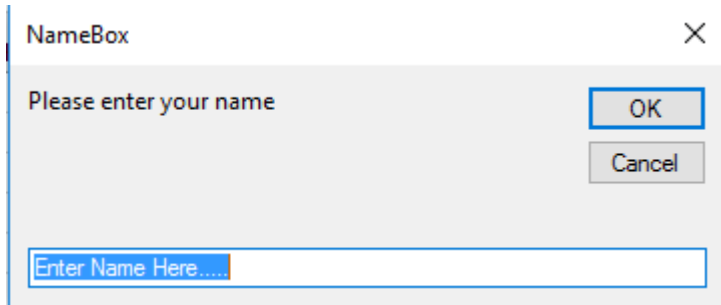 NameBox
Please enter your name
OK
Cancel
Enter Name Here.....